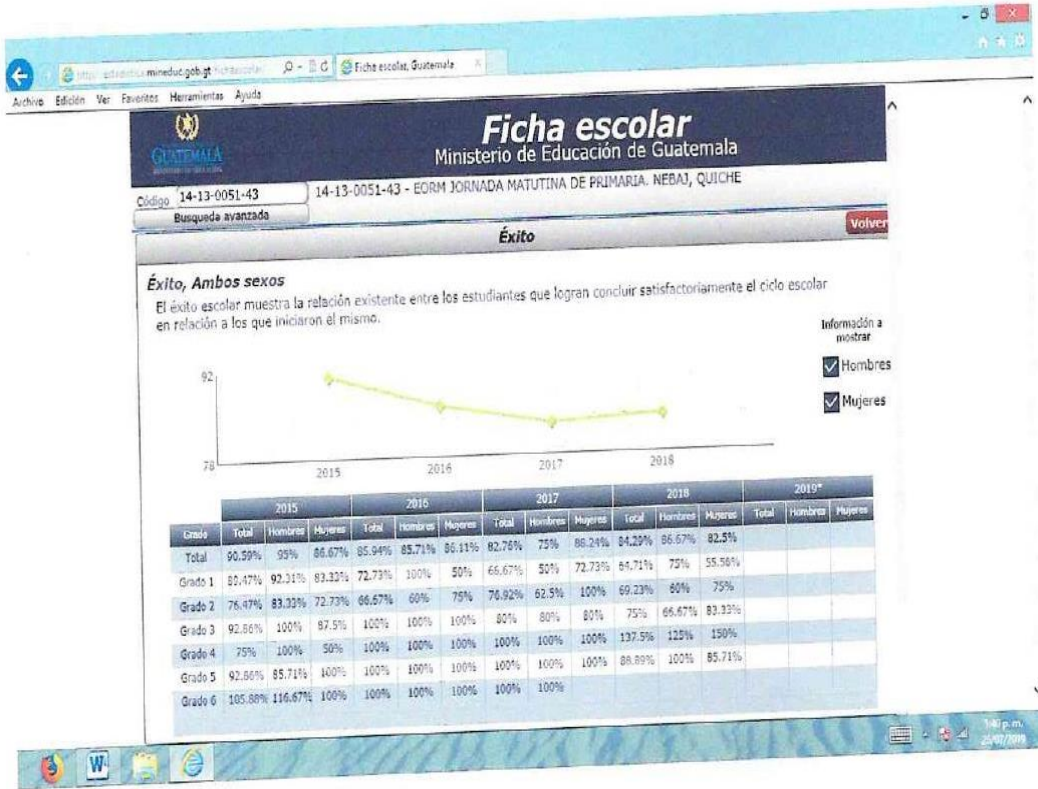 mineduc.gob.gt
Ficha escolar, Guatemala
Archivo Edición Ver Favoritos Herramientas Ayuda
GUATEMALA
Ficha escolar
Ministerio de Educación de Guatemala
Código 14-13-0051-43
14-13-0051-43 - EORM JORNADA MATUTINA DE PRIMARIA. NEBAJ, QUICHE
Busqueda avanzada
Éxito
Volver
Éxito, Ambos sexos
El éxito escolar muestra la relación existente entre los estudiantes que logran concluir satisfactoriamente el ciclo escolar
en relación a los que iniciaron el mismo.
Información a
mostrar
Hombres
Mujeres
92
78
2015 2016 2017 2018
2015 2016 2017 2018 2019*
Grado Total Hombres Mujeres Total Hombres Mujeres Total Hombres Mujeres Total Hombres Mujeres Total Hombres Mujeres
Total 90.59% 95% 86.67% 85.94% 85.71% 86.11% 82.76% 75% 88.24% 84.29% 86.67% 82.5%
Grado 1 92.31% 83.33% 72.73% 100% 50% 66.67% 50% 72.73% 64.71% 75% 55.56%
Grado 2 76.47% 83.33% 72.73% 66.67% 60% 75% 76.92% 62.5% 100% 69.23% 60% 75%
Grado 3 92.86% 100% 87.5% 100% 100% 100% 80% 80% 80% 75% 66.67% 83.33%
Grado 4 75% 100% 50% 100% 100% 100% 100% 100% 100% 137.5% 125% 150%
Grado 5 92.86% 85.71% 100% 100% 100% 100% 100% 100% 100% 88.89% 100% 85.71%
Grado 6 105.88% 116.67% 100% 100% 100% 100% 100% 100%
1:40 p.m.